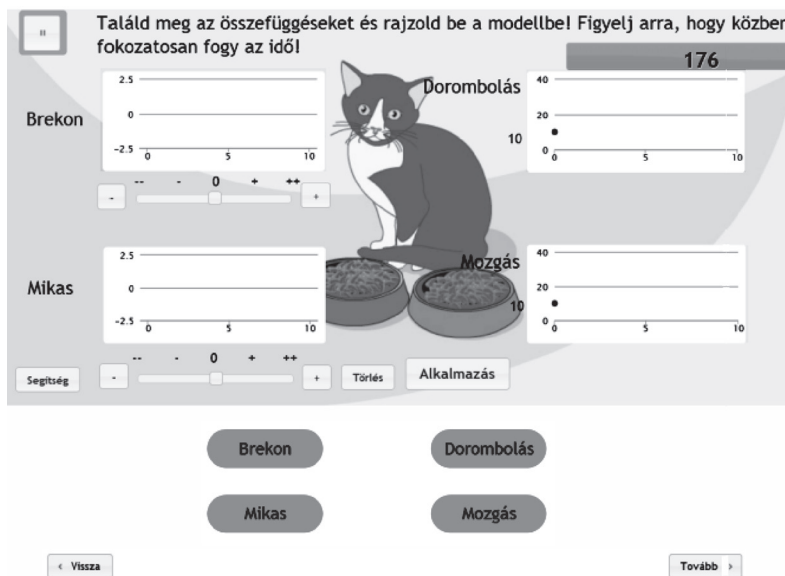 Találd meg az összefüggéseket és rajzold be a modellbe! Figyelj arra, hogy közben
fokozatosan fogy az idő!
176
Brekon
2.5
0
-2.5
0 5 10
-- - 0 + ++
- +
Dorombolás
10
40
20
0
0 5 10
Mikas
2.5
0
-2.5
0 5 10
-- - 0 + ++
- +
Mozgás
10
40
20
0
0 5 10
Segítség
Törlés
Alkalmazás
Brekon
Dorombolás
Mikas
Mozgás
‹ Vissza
Tovább ›